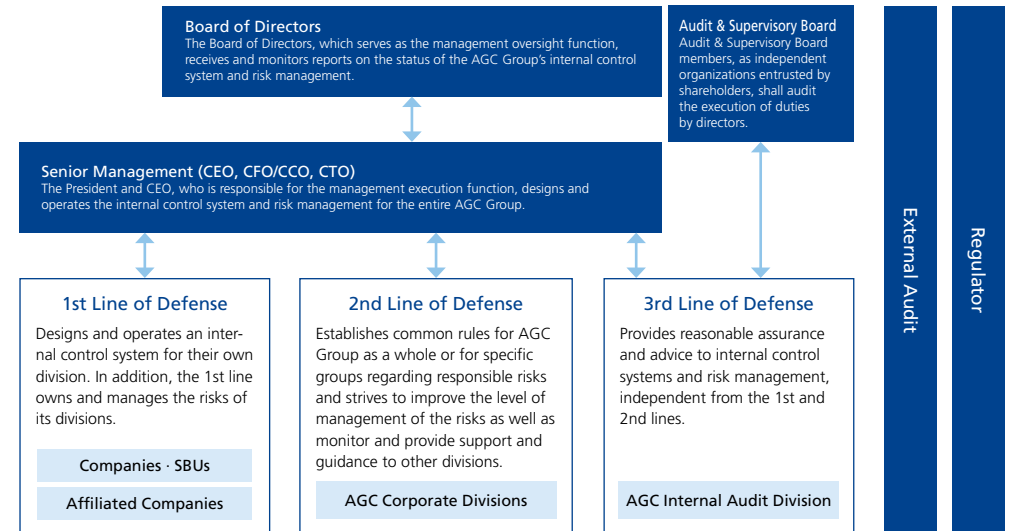 Board of Directors
The Board of Directors, which serves as the management oversight function,
receives and monitors reports on the status of the AGC Group's internal control
system and risk management.
Audit & Supervisory Board
Audit & Supervisory Board
members, as independent
organizations entrusted by
shareholders, shall audit
the execution of duties
by directors.
Senior Management (CEO, CFO/CCO, CTO)
The President and CEO, who is responsible for the management execution function, designs and
operates the internal control system and risk management for the entire AGC Group.
1st Line of Defense
Designs and operates an inter-
nal control system for their own
division. In addition, the 1st line
owns and manages the risks of
its divisions.
Companies · SBUs
Affiliated Companies
2nd Line of Defense
Establishes common rules for AGC
Group as a whole or for specific
groups regarding responsible risks
and strives to improve the level of
management of the risks as well as
monitor and provide support and
guidance to other divisions.
AGC Corporate Divisions
3rd Line of Defense
Provides reasonable assurance
and advice to internal control
systems and risk management,
independent from the 1st and
2nd lines.
AGC Internal Audit Division
External Audit
Regulator